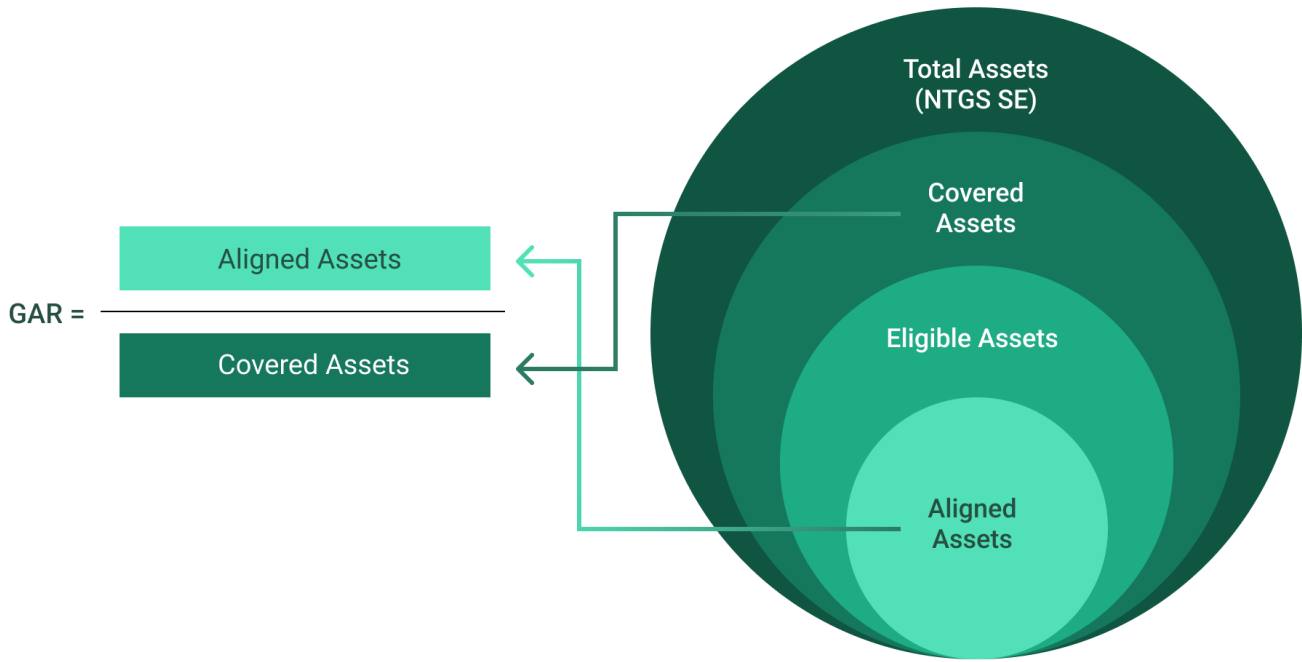 GAR =
Aligned Assets
Covered Assets
Total Assets
(NTGS SE)
Covered
Assets
Eligible Assets
Aligned
Assets